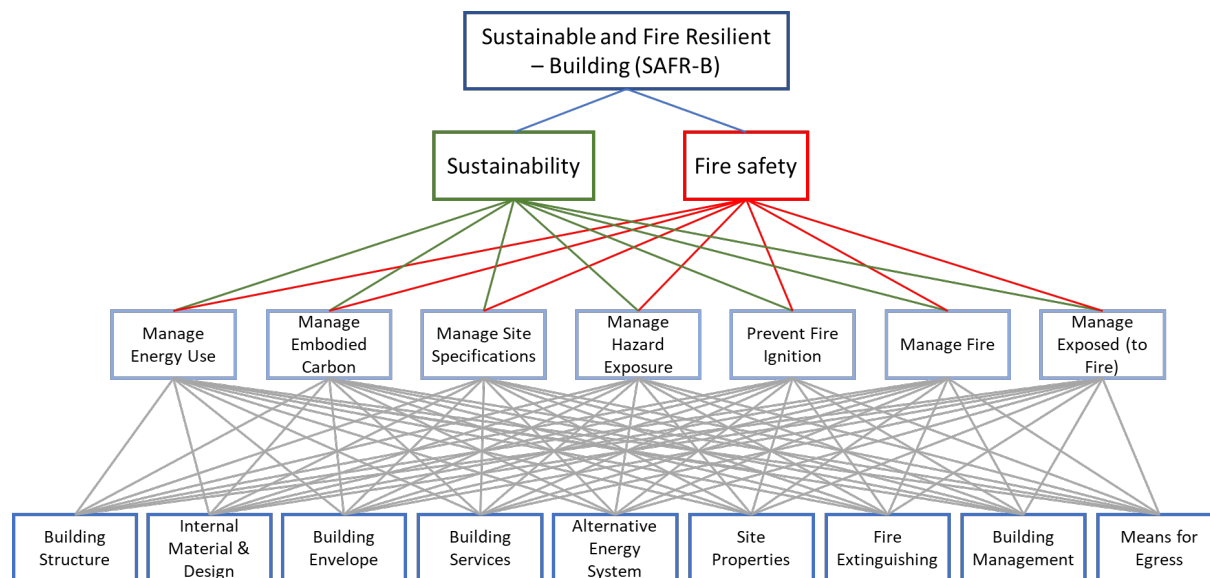 Sustainable and Fire Resilient
– Building (SAFR-B)
Sustainability
Fire safety
Manage
Energy Use
Manage
Embodied
Carbon
Manage Site
Specifications
Manage
Hazard
Exposure
Prevent Fire
Ignition
Manage Fire
Manage
Exposed (to
Fire)
Building
Structure
Internal
Material &
Design
Building
Envelope
Building
Services
Alternative
Energy
System
Site
Properties
Fire
Extinguishing
Building
Management
Means for
Egress